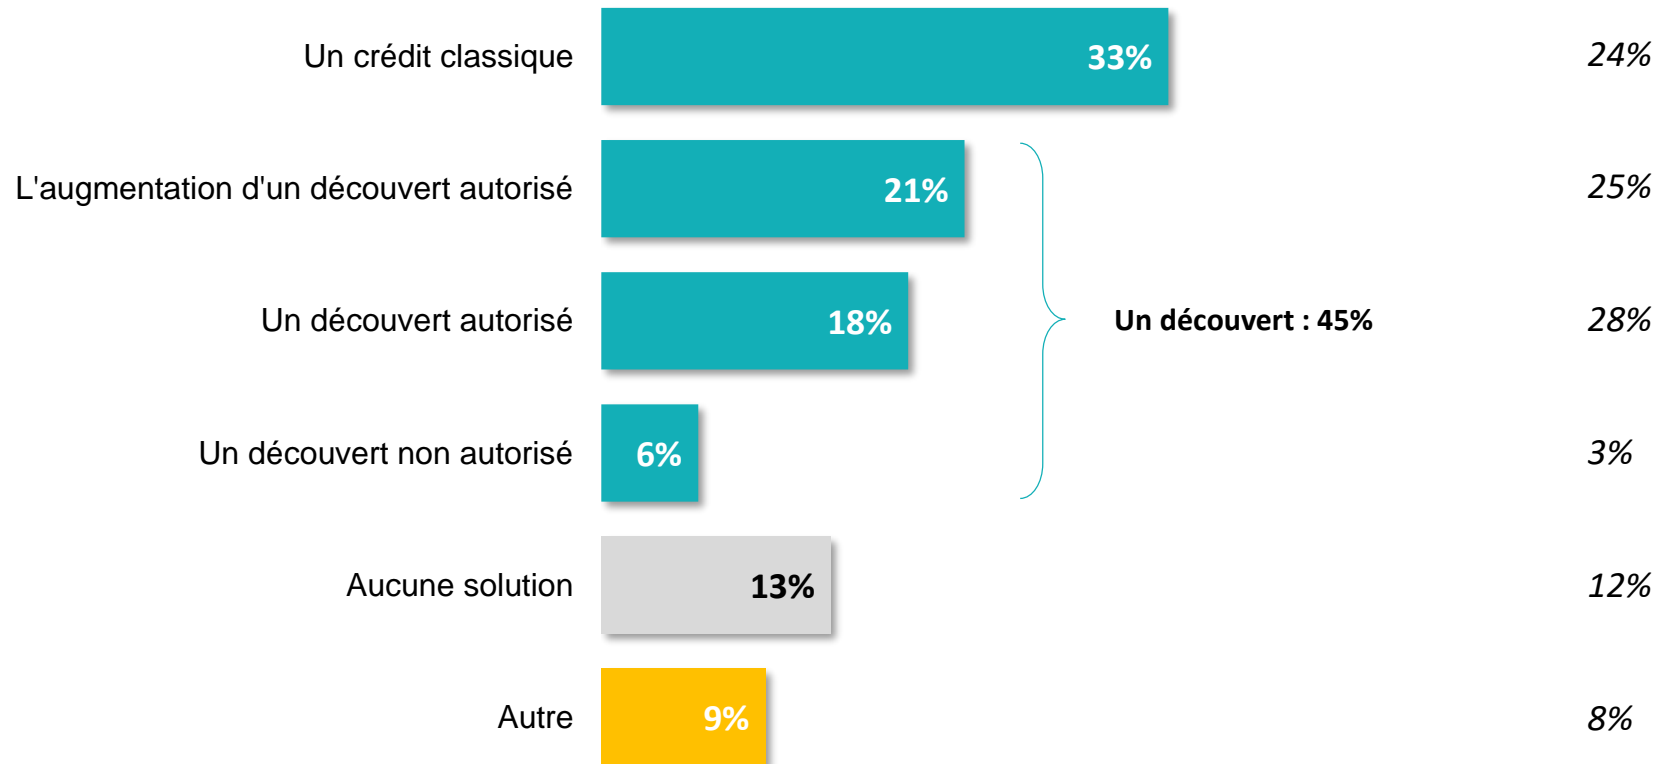 Un crédit classique 33% 24%
L'augmentation d'un découvert autorisé 21% 25%
Un découvert autorisé 18% Un découvert : 45% 28%
Un découvert non autorisé 6% 3%
Aucune solution 13% 12%
Autre 9% 8%